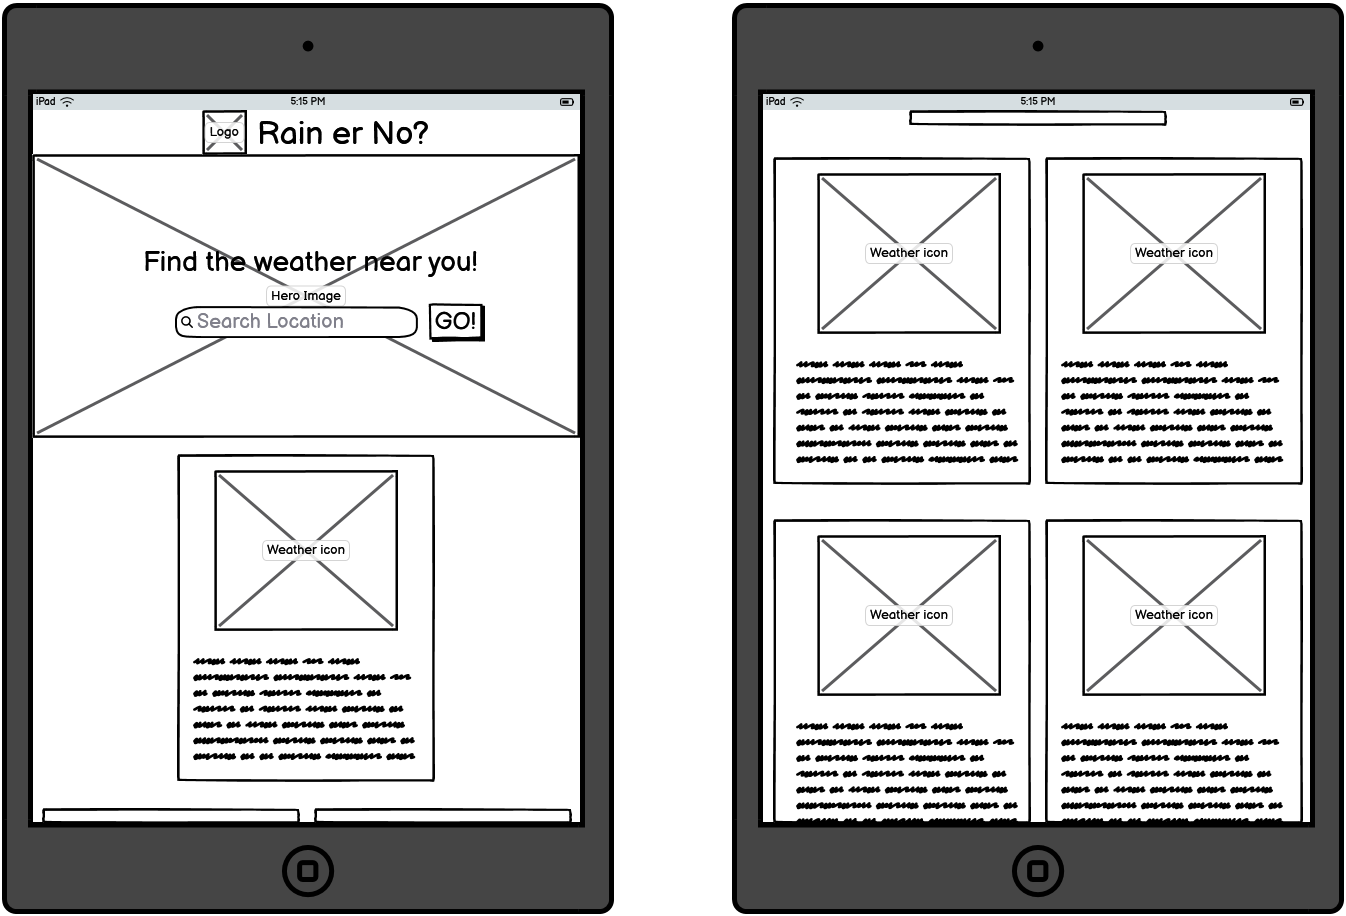 iPad
5:15 PM
Logo
Rain er No?
Find the weather near you!
Hero Image
Search Location
GO!
Weather icon
iPad
5:15 PM
Weather icon
Weather icon
Weather icon
Weather icon